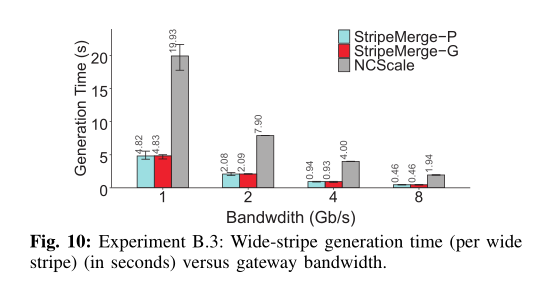 StripeMerge-P
StripeMerge-G
NCScale
Generation Time (s)
20
15
10
5
0
4.82
4.83
19.93
2.08
2.09
7.90
0.94
0.93
4.00
0.46
0.46
1.94
1 2 4 8
Bandwdith (Gb/s)
Fig. 10: Experiment B.3: Wide-stripe generation time (per wide
stripe) (in seconds) versus gateway bandwidth.